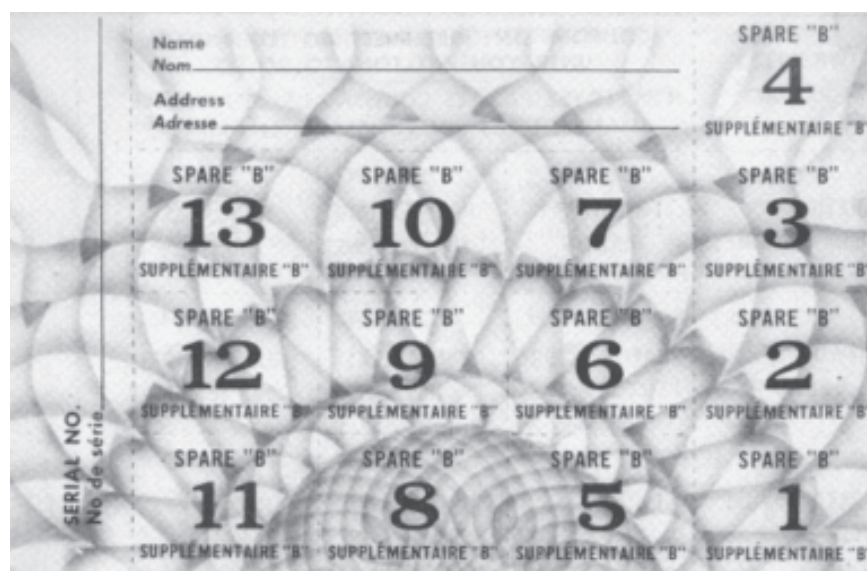 Name
Nom
Address
Adresse
SPARE "B"
4
SUPPLÉMENTAIRE "B"
SPARE "B" SPARE "B" SPARE "B" SPARE "B"
13 10 7 3
SUPPLÉMENTAIRE "B" SUPPLÉMENTAIRE "B" SUPPLÉMENTAIRE "B" SUPPLÉMENTAIRE "B"
SPARE "B" SPARE "B" SPARE "B" SPARE "B"
12 9 6 2
SUPPLÉMENTAIRE "B" SUPPLÉMENTAIRE "B" SUPPLÉMENTAIRE "B" SUPPLÉMENTAIRE "B"
SPARE "B" SPARE "B" SPARE "B" SPARE "B"
11 8 5 1
SUPPLÉMENTAIRE "B" SUPPLÉMENTAIRE "B" SUPPLÉMENTAIRE "B" SUPPLÉMENTAIRE "B"
SERIAL NO.
No de série